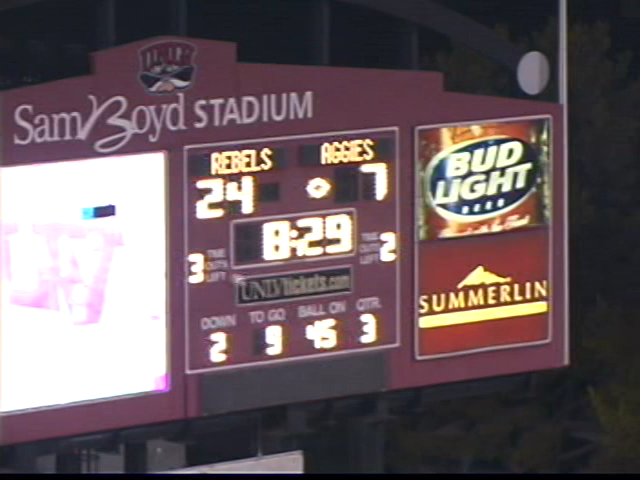 UNLV
Sam Boyd STADIUM
REBELS AGGIES
24 7
8:29
3 TIME OUTS LEFT
TIME OUTS LEFT 2
UNLVtickets.com
DOWN TO GO BALL ON QTR.
2 9 45 3
BUD LIGHT
BEER
SUMMERLIN